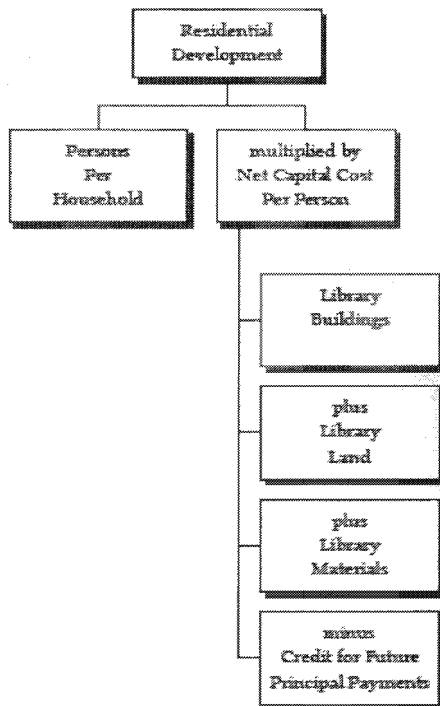 Residential
Development
Persons
Per
Household
multiplied by
Net Capital Cost
Per Person
Library
Buildings
plus
Library
Land
plus
Library
Materials
minus
Credit for Future
Principal Payments